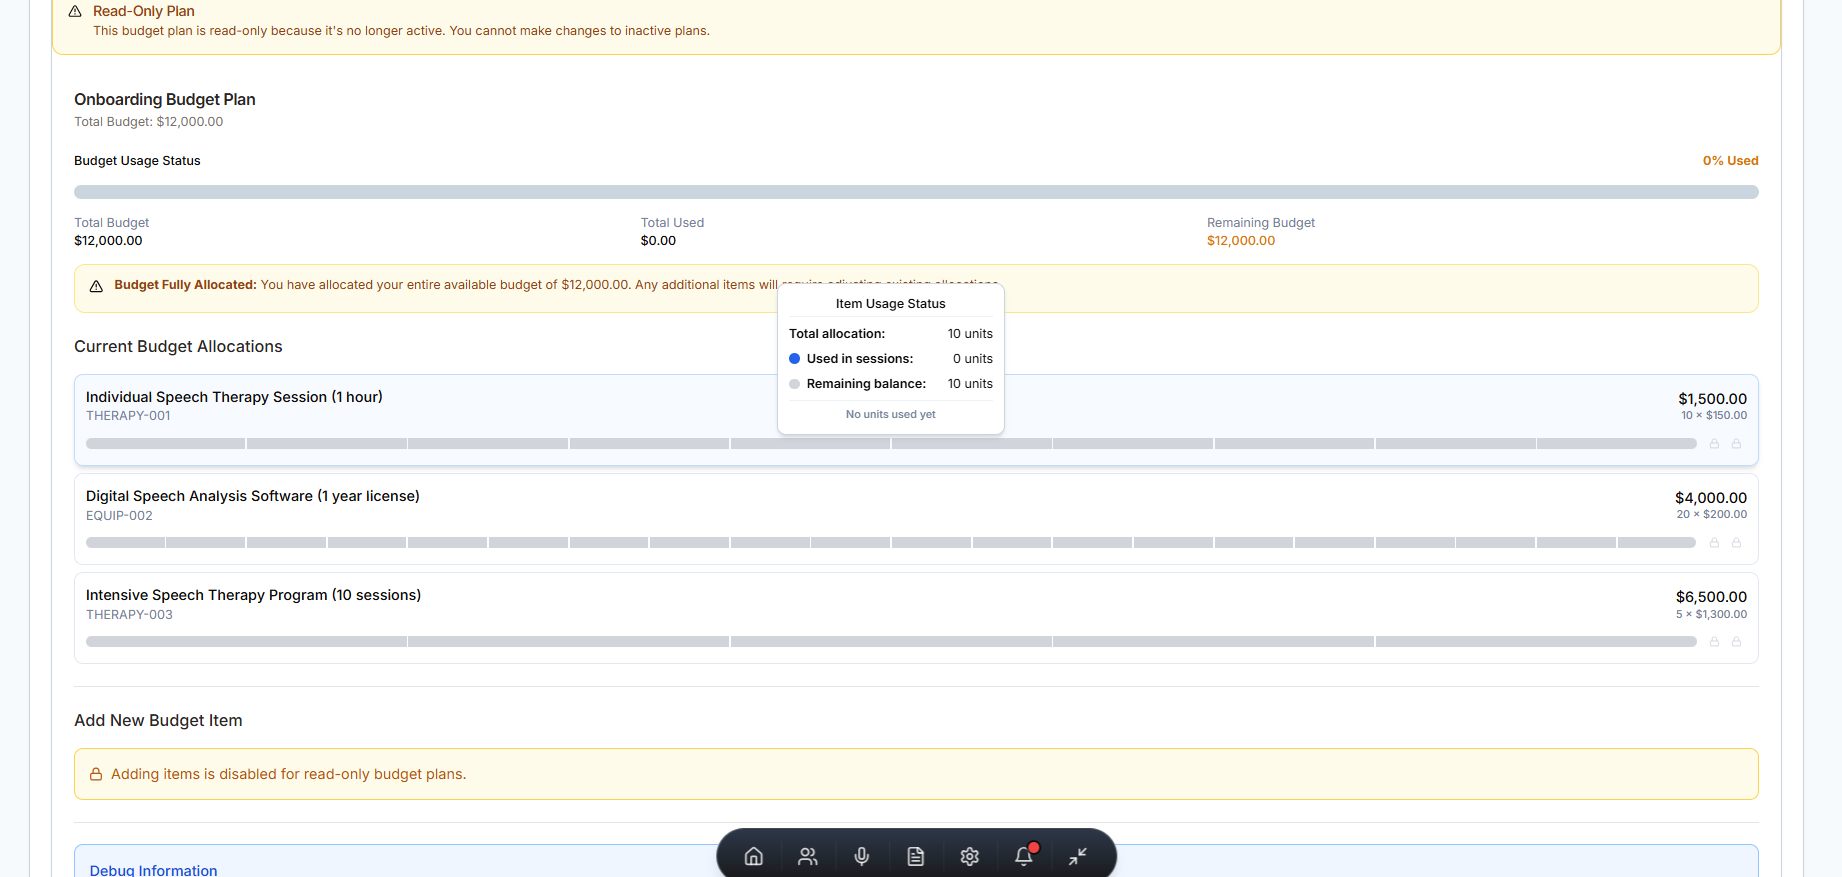 Read-Only Plan
This budget plan is read-only because it's no longer active. You cannot make changes to inactive plans.
Onboarding Budget Plan
Total Budget: $12,000.00
Budget Usage Status
0% Used
Total Budget
$12,000.00
Total Used
$0.00
Remaining Budget
$12,000.00
Budget Fully Allocated: You have allocated your entire available budget of $12,000.00. Any additional items will require adjusting existing allocations.
Item Usage Status
Total allocation: 10 units
Used in sessions: 0 units
Remaining balance: 10 units
No units used yet
Current Budget Allocations
Individual Speech Therapy Session (1 hour)
THERAPY-001
$1,500.00
10 × $150.00
Digital Speech Analysis Software (1 year license)
EQUIP-002
$4,000.00
20 × $200.00
Intensive Speech Therapy Program (10 sessions)
THERAPY-003
$6,500.00
5 × $1,300.00
Add New Budget Item
Adding items is disabled for read-only budget plans.
Debug Information